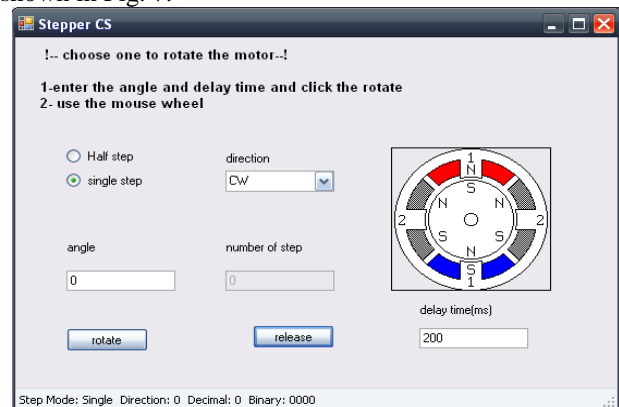 shown in Fig. 7.
Stepper CS
!-- choose one to rotate the motor--!
1-enter the angle and delay time and click the rotate
2- use the mouse wheel
Half step
single step
direction
CW
angle
number of step
0
0
rotate
release
1
N
S
N
N
2
2
S
S
N
S
1
delay time(ms)
200
Step Mode: Single Direction: 0 Decimal: 0 Binary: 0000